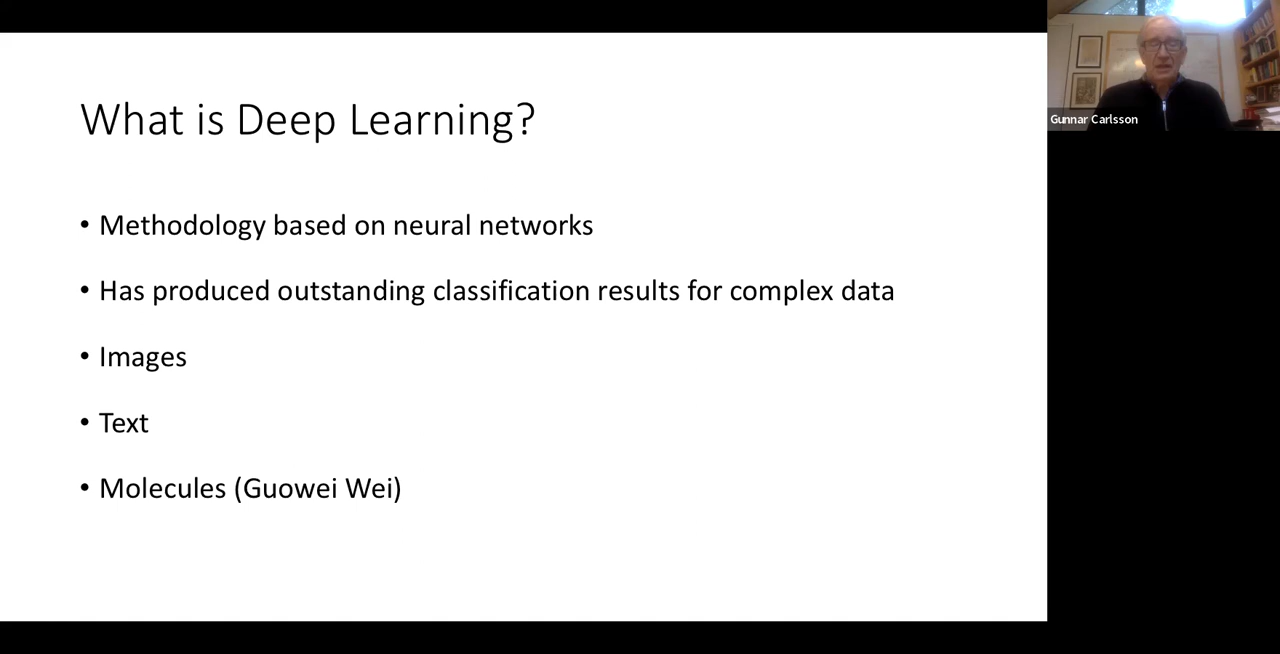 What is Deep Learning?
• Methodology based on neural networks
• Has produced outstanding classification results for complex data
• Images
• Text
• Molecules (Guowei Wei)
Gunnar Carlsson